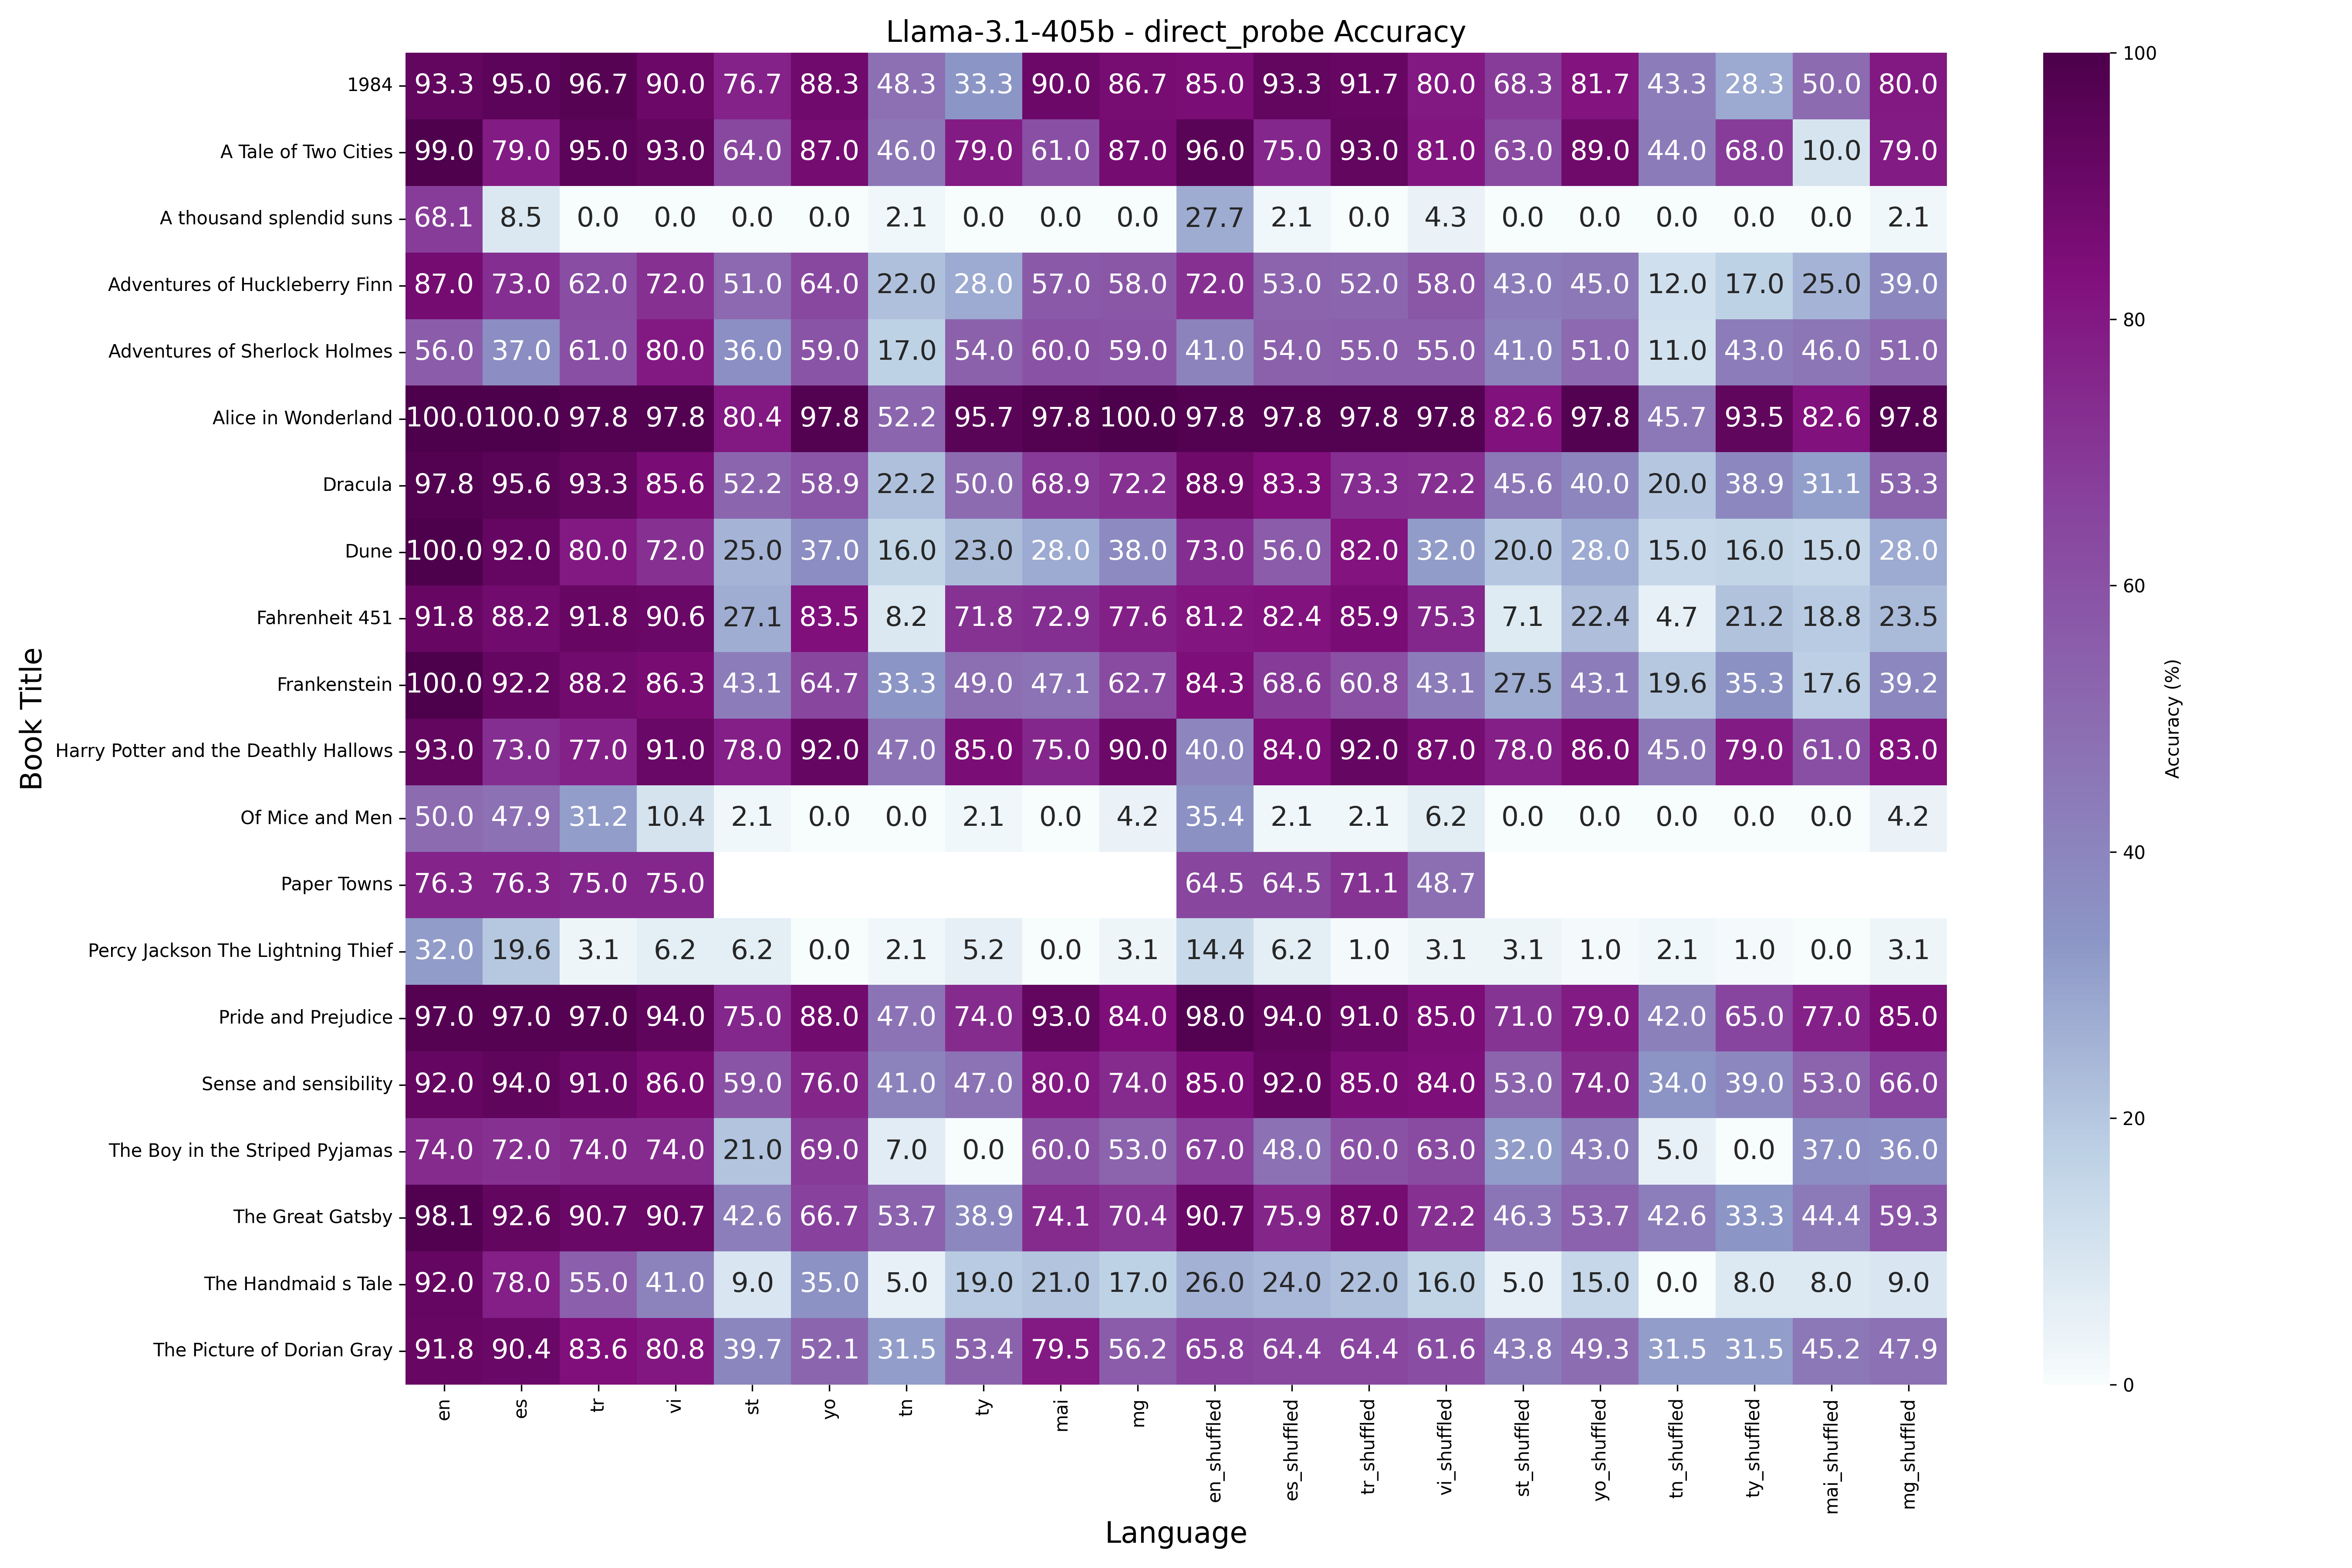 Llama-3.1-405b - direct_probe Accuracy
1984 93.3 95.0 96.7 90.0 76.7 88.3 48.3 33.3 90.0 86.7 85.0 93.3 91.7 80.0 68.3 81.7 43.3 28.3 50.0 80.0
A Tale of Two Cities 99.0 79.0 95.0 93.0 64.0 87.0 46.0 79.0 61.0 87.0 96.0 75.0 93.0 81.0 63.0 89.0 44.0 68.0 10.0 79.0
A thousand splendid suns 68.1 8.5 0.0 0.0 0.0 0.0 2.1 0.0 0.0 0.0 27.7 2.1 0.0 4.3 0.0 0.0 0.0 0.0 0.0 2.1
Adventures of Huckleberry Finn 87.0 73.0 62.0 72.0 51.0 64.0 22.0 28.0 57.0 58.0 72.0 53.0 52.0 58.0 43.0 45.0 12.0 17.0 25.0 39.0
Adventures of Sherlock Holmes 56.0 37.0 61.0 80.0 36.0 59.0 17.0 54.0 60.0 59.0 41.0 54.0 55.0 55.0 41.0 51.0 11.0 43.0 46.0 51.0
Alice in Wonderland 100.0 100.0 97.8 97.8 80.4 97.8 52.2 95.7 97.8 100.0 97.8 97.8 97.8 97.8 82.6 97.8 45.7 93.5 82.6 97.8
Dracula 97.8 95.6 93.3 85.6 52.2 58.9 22.2 50.0 68.9 72.2 88.9 83.3 73.3 72.2 45.6 40.0 20.0 38.9 31.1 53.3
Dune 100.0 92.0 80.0 72.0 25.0 37.0 16.0 23.0 28.0 38.0 73.0 56.0 82.0 32.0 20.0 28.0 15.0 16.0 15.0 28.0
Fahrenheit 451 91.8 88.2 91.8 90.6 27.1 83.5 8.2 71.8 72.9 77.6 81.2 82.4 85.9 75.3 7.1 22.4 4.7 21.2 18.8 23.5
Frankenstein 100.0 92.2 88.2 86.3 43.1 64.7 33.3 49.0 47.1 62.7 84.3 68.6 60.8 43.1 27.5 43.1 19.6 35.3 17.6 39.2
Harry Potter and the Deathly Hallows 93.0 73.0 77.0 91.0 78.0 92.0 47.0 85.0 75.0 90.0 40.0 84.0 92.0 87.0 78.0 86.0 45.0 79.0 61.0 83.0
Of Mice and Men 50.0 47.9 31.2 10.4 2.1 0.0 0.0 2.1 0.0 4.2 35.4 2.1 2.1 6.2 0.0 0.0 0.0 0.0 0.0 4.2
Paper Towns 76.3 76.3 75.0 75.0 64.5 64.5 71.1 48.7
Percy Jackson The Lightning Thief 32.0 19.6 3.1 6.2 6.2 0.0 2.1 5.2 0.0 3.1 14.4 6.2 1.0 3.1 3.1 1.0 2.1 1.0 0.0 3.1
Pride and Prejudice 97.0 97.0 97.0 94.0 75.0 88.0 47.0 74.0 93.0 84.0 98.0 94.0 91.0 85.0 71.0 79.0 42.0 65.0 77.0 85.0
Sense and sensibility 92.0 94.0 91.0 86.0 59.0 76.0 41.0 47.0 80.0 74.0 85.0 92.0 85.0 84.0 53.0 74.0 34.0 39.0 53.0 66.0
The Boy in the Striped Pyjamas 74.0 72.0 74.0 74.0 21.0 69.0 7.0 0.0 60.0 53.0 67.0 48.0 60.0 63.0 32.0 43.0 5.0 0.0 37.0 36.0
The Great Gatsby 98.1 92.6 90.7 90.7 42.6 66.7 53.7 38.9 74.1 70.4 90.7 75.9 87.0 72.2 46.3 53.7 42.6 33.3 44.4 59.3
The Handmaid s Tale 92.0 78.0 55.0 41.0 9.0 35.0 5.0 19.0 21.0 17.0 26.0 24.0 22.0 16.0 5.0 15.0 0.0 8.0 8.0 9.0
The Picture of Dorian Gray 91.8 90.4 83.6 80.8 39.7 52.1 31.5 53.4 79.5 56.2 65.8 64.4 64.4 61.6 43.8 49.3 31.5 31.5 45.2 47.9
en es tr vi st yo tn ty mai mg en_shuffled es_shuffled tr_shuffled vi_shuffled st_shuffled yo_shuffled tn_shuffled ty_shuffled mai_shuffled mg_shuffled
Language
Book Title
100
80
60
40
20
0
Accuracy (%)